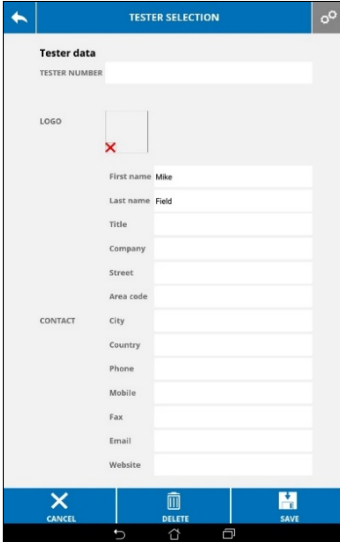 TESTER SELECTION
Tester data
TESTER NUMBER
LOGO
First name Mike
Last name Field
Title
Company
Street
Area code
CONTACT City
Country
Phone
Mobile
Fax
Email
Website
CANCEL DELETE SAVE